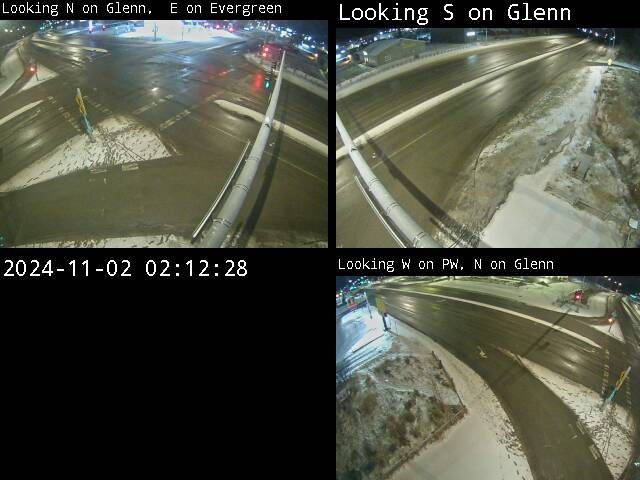 Looking N on Glenn,  E on Evergreen
Looking S on Glenn
2024-11-02 02:12:28
Looking W on PW, N on Glenn